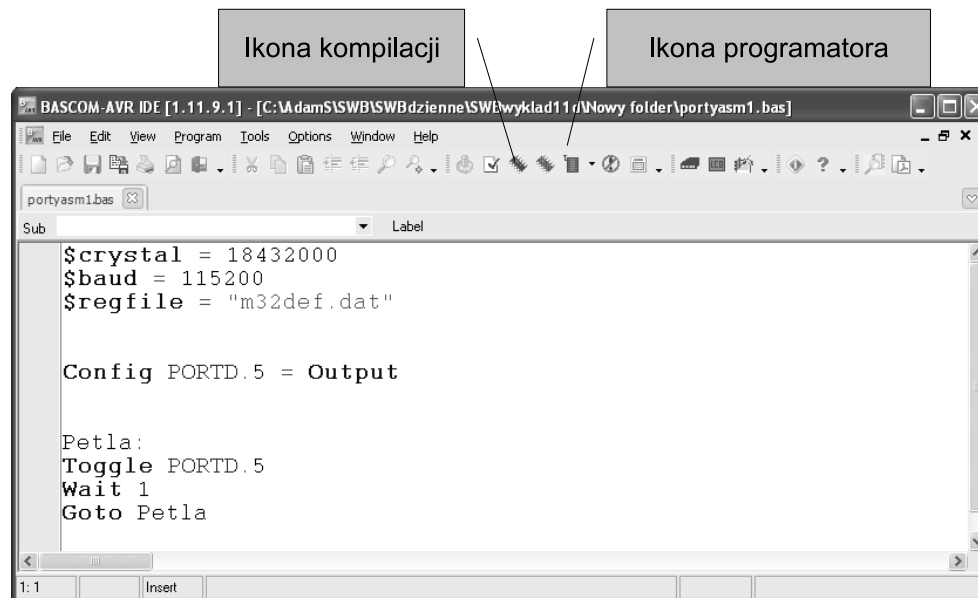 Ikona kompilacji
Ikona programatora
BASCOM-AVR IDE [1.11.9.1] - [C:\AdamS\SWB\SWBdzienne\SWB\wyklad11d\Nowy folder\portyasm1.bas]
File Edit View Program Tools Options Window Help
portyasm1.bas
Sub Label
$crystal = 18432000
$baud = 115200
$regfile = "m32def.dat"
Config PORTD.5 = Output
Petla:
Toggle PORTD.5
Wait 1
Goto Petla
1: 1 Insert